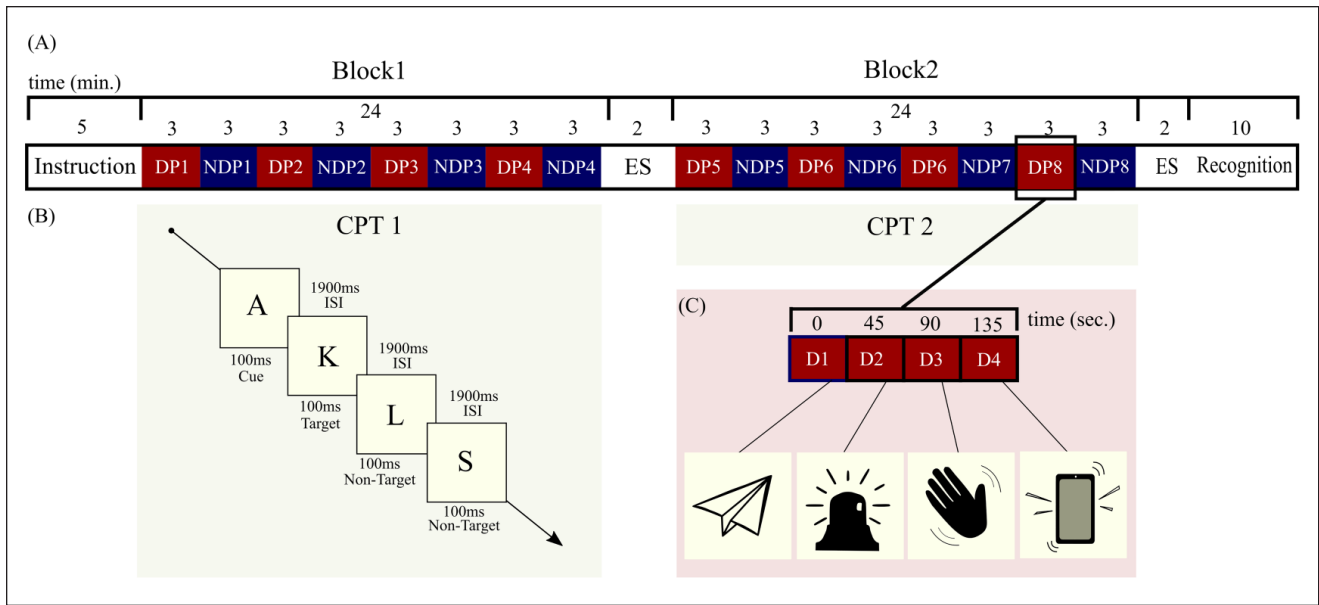 (A)
Block1 Block2
time (min.)
24 24
5 3 3 3 3 3 3 3 3 2 3 3 3 3 3 3 3 3 2 10
Instruction DP1 NDP1 DP2 NDP2 DP3 NDP3 DP4 NDP4 ES DP5 NDP5 DP6 NDP6 DP6 NDP7 DP8 NDP8 ES Recognition
(B)
CPT 1
A
1900ms
ISI
100ms
Cue
K
1900ms
ISI
100ms
Target
L
1900ms
ISI
100ms
Non-Target
S
100ms
Non-Target
CPT 2
(C)
0 45 90 135 time (sec.)
D1 D2 D3 D4